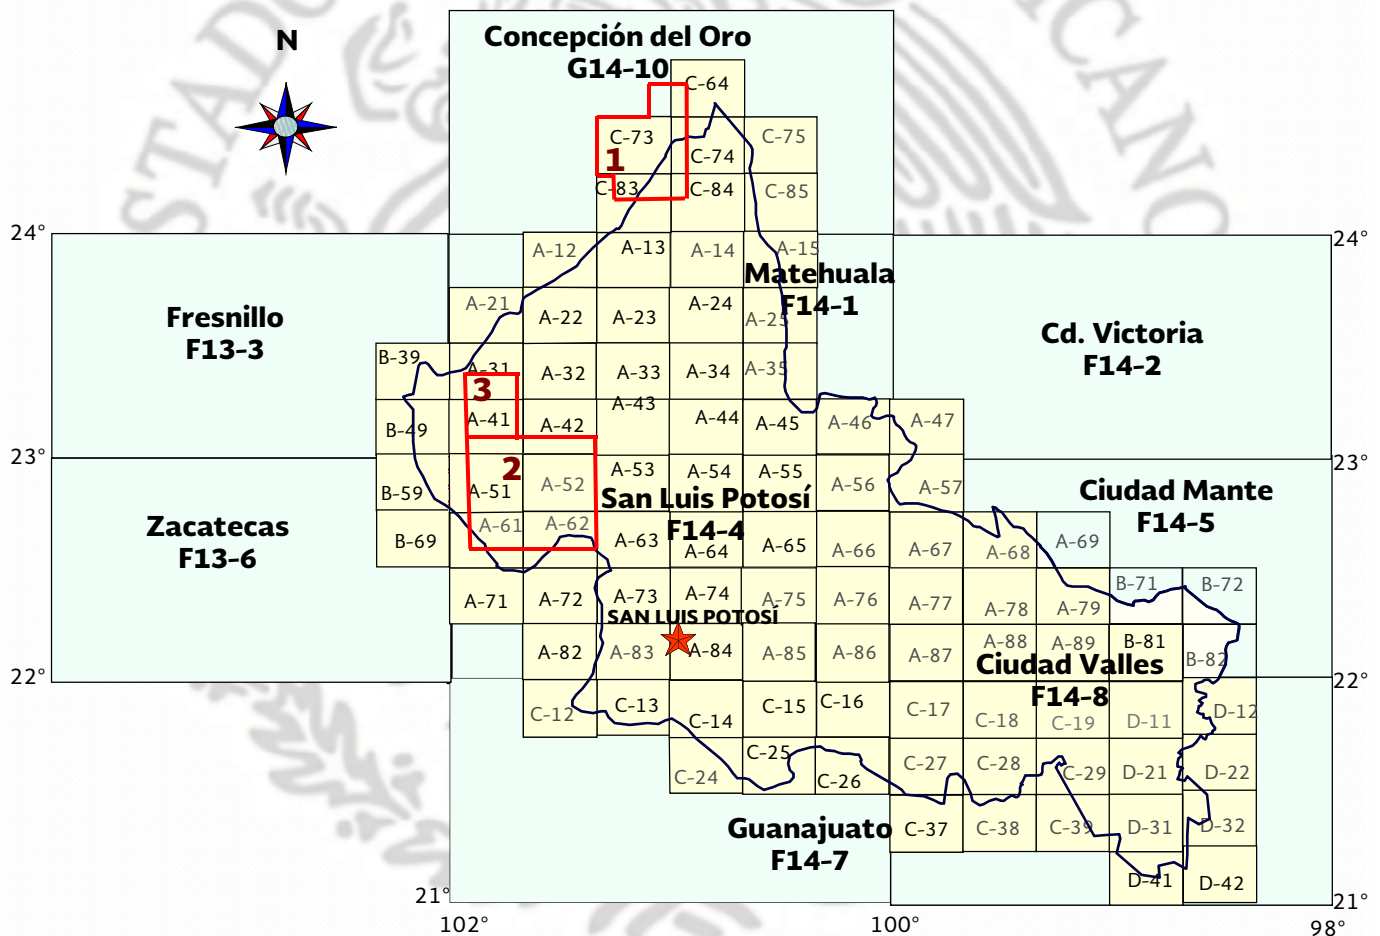 ESTADOS
MEXICANO
N
Concepción del Oro
G14-10
C-64
C-73
C-75
1
C-74
C-83
C-84
C-85
24°
24°
A-12
A-13
A-14
A-15
Matehuala
F14-1
A-21
A-22
A-23
A-24
A-25
Fresnillo
F13-3
Cd. Victoria
F14-2
B-39
A-31
A-32
A-33
A-34
A-35
3
A-43
B-49
A-41
A-42
A-44
A-45
A-46
A-47
23°
23°
2
A-53
A-54
A-55
B-59
A-51
A-52
A-56
A-57
San Luis Potosí
F14-4
Ciudad Mante
F14-5
Zacatecas
F13-6
A-61
A-62
B-69
A-63
A-64
A-65
A-66
A-67
A-68
A-69
B-71
B-72
A-71
A-72
A-73
A-74
A-75
A-76
A-77
A-78
A-79
SAN LUIS POTOSÍ
A-82
A-83
A-84
A-85
A-86
A-87
A-88
A-89
B-81
B-82
Ciudad Valles
F14-8
22°
22°
C-12
C-13
C-14
C-15
C-16
C-17
C-18
C-19
D-11
D-12
C-24
C-25
C-26
C-27
C-28
C-29
D-21
D-22
Guanajuato
F14-7
C-37
C-38
C-39
D-31
D-32
D-41
D-42
21°
21°
102°
100°
98°